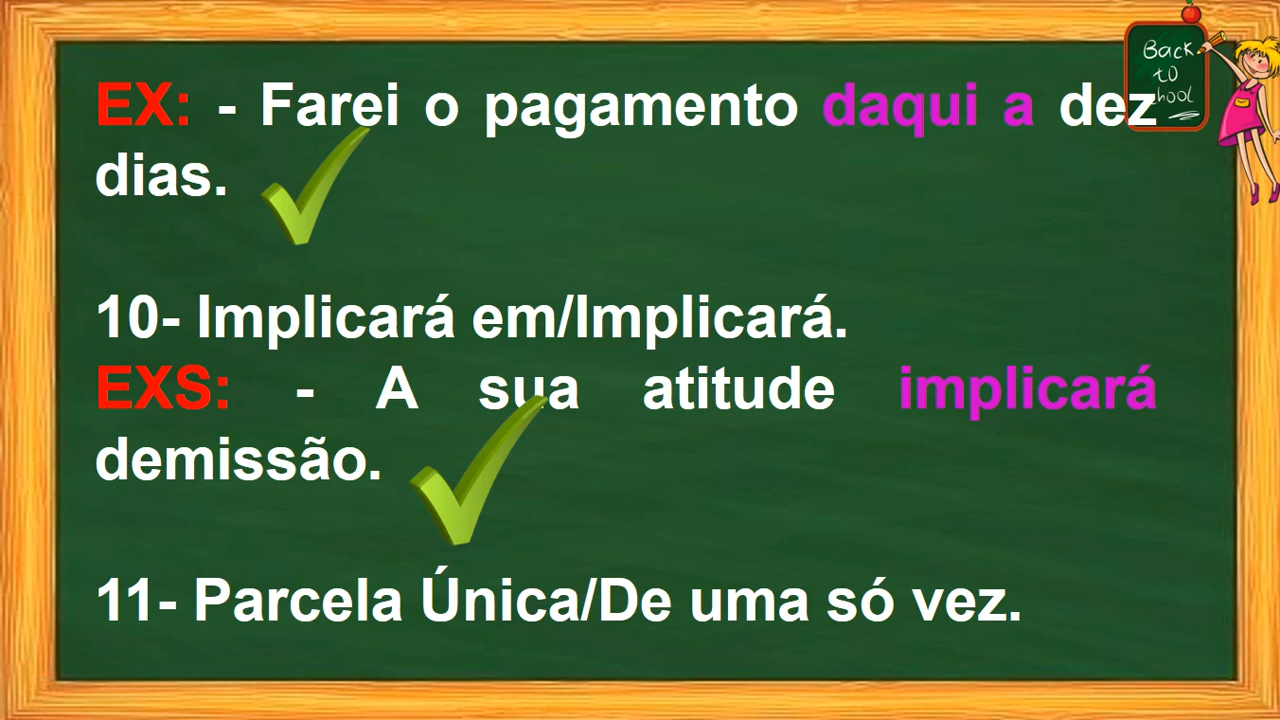 EX: - Farei o pagamento daqui a dez
dias.
10- Implicará em/Implicará.
EXS: - A sua atitude implicará
demissão.
11- Parcela Única/De uma só vez.
Back
to
School